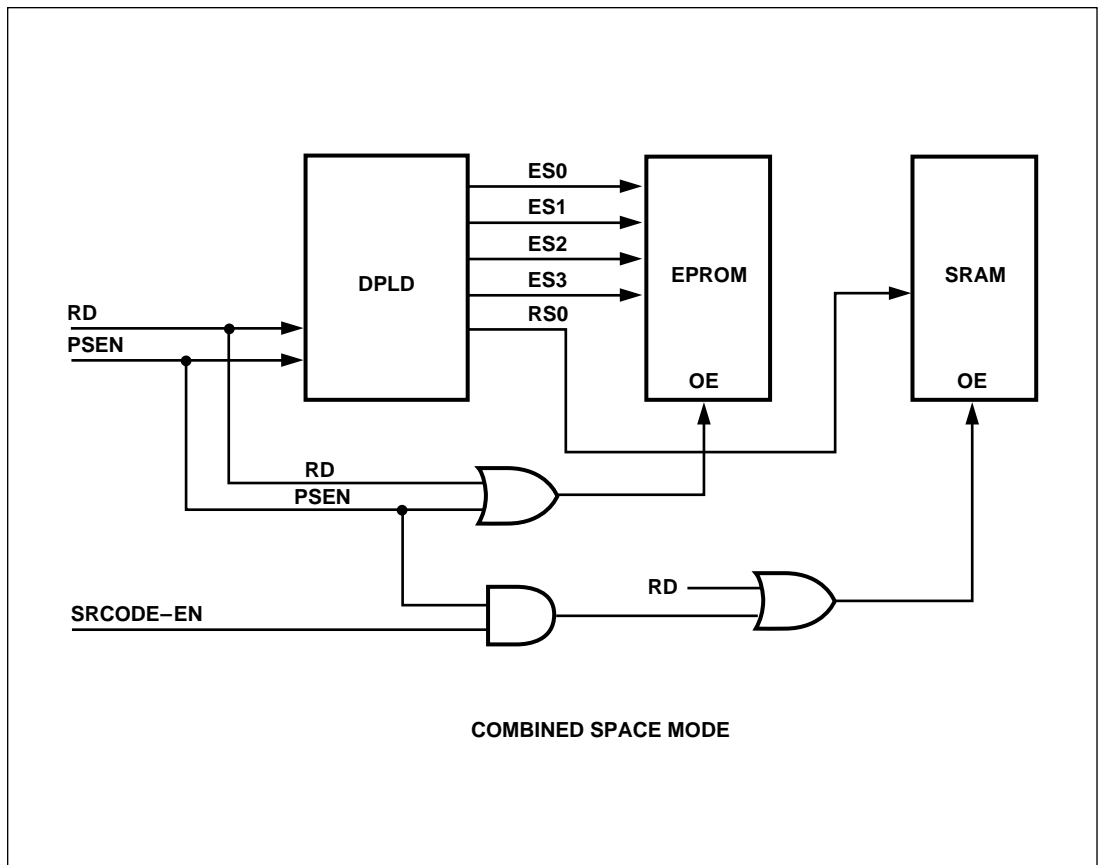 ES0
ES1
ES2
DPLD
EPROM
SRAM
ES3
RD
RS0
PSEN
OE
OE
RD
PSEN
RD
SRCODE–EN
COMBINED SPACE MODE